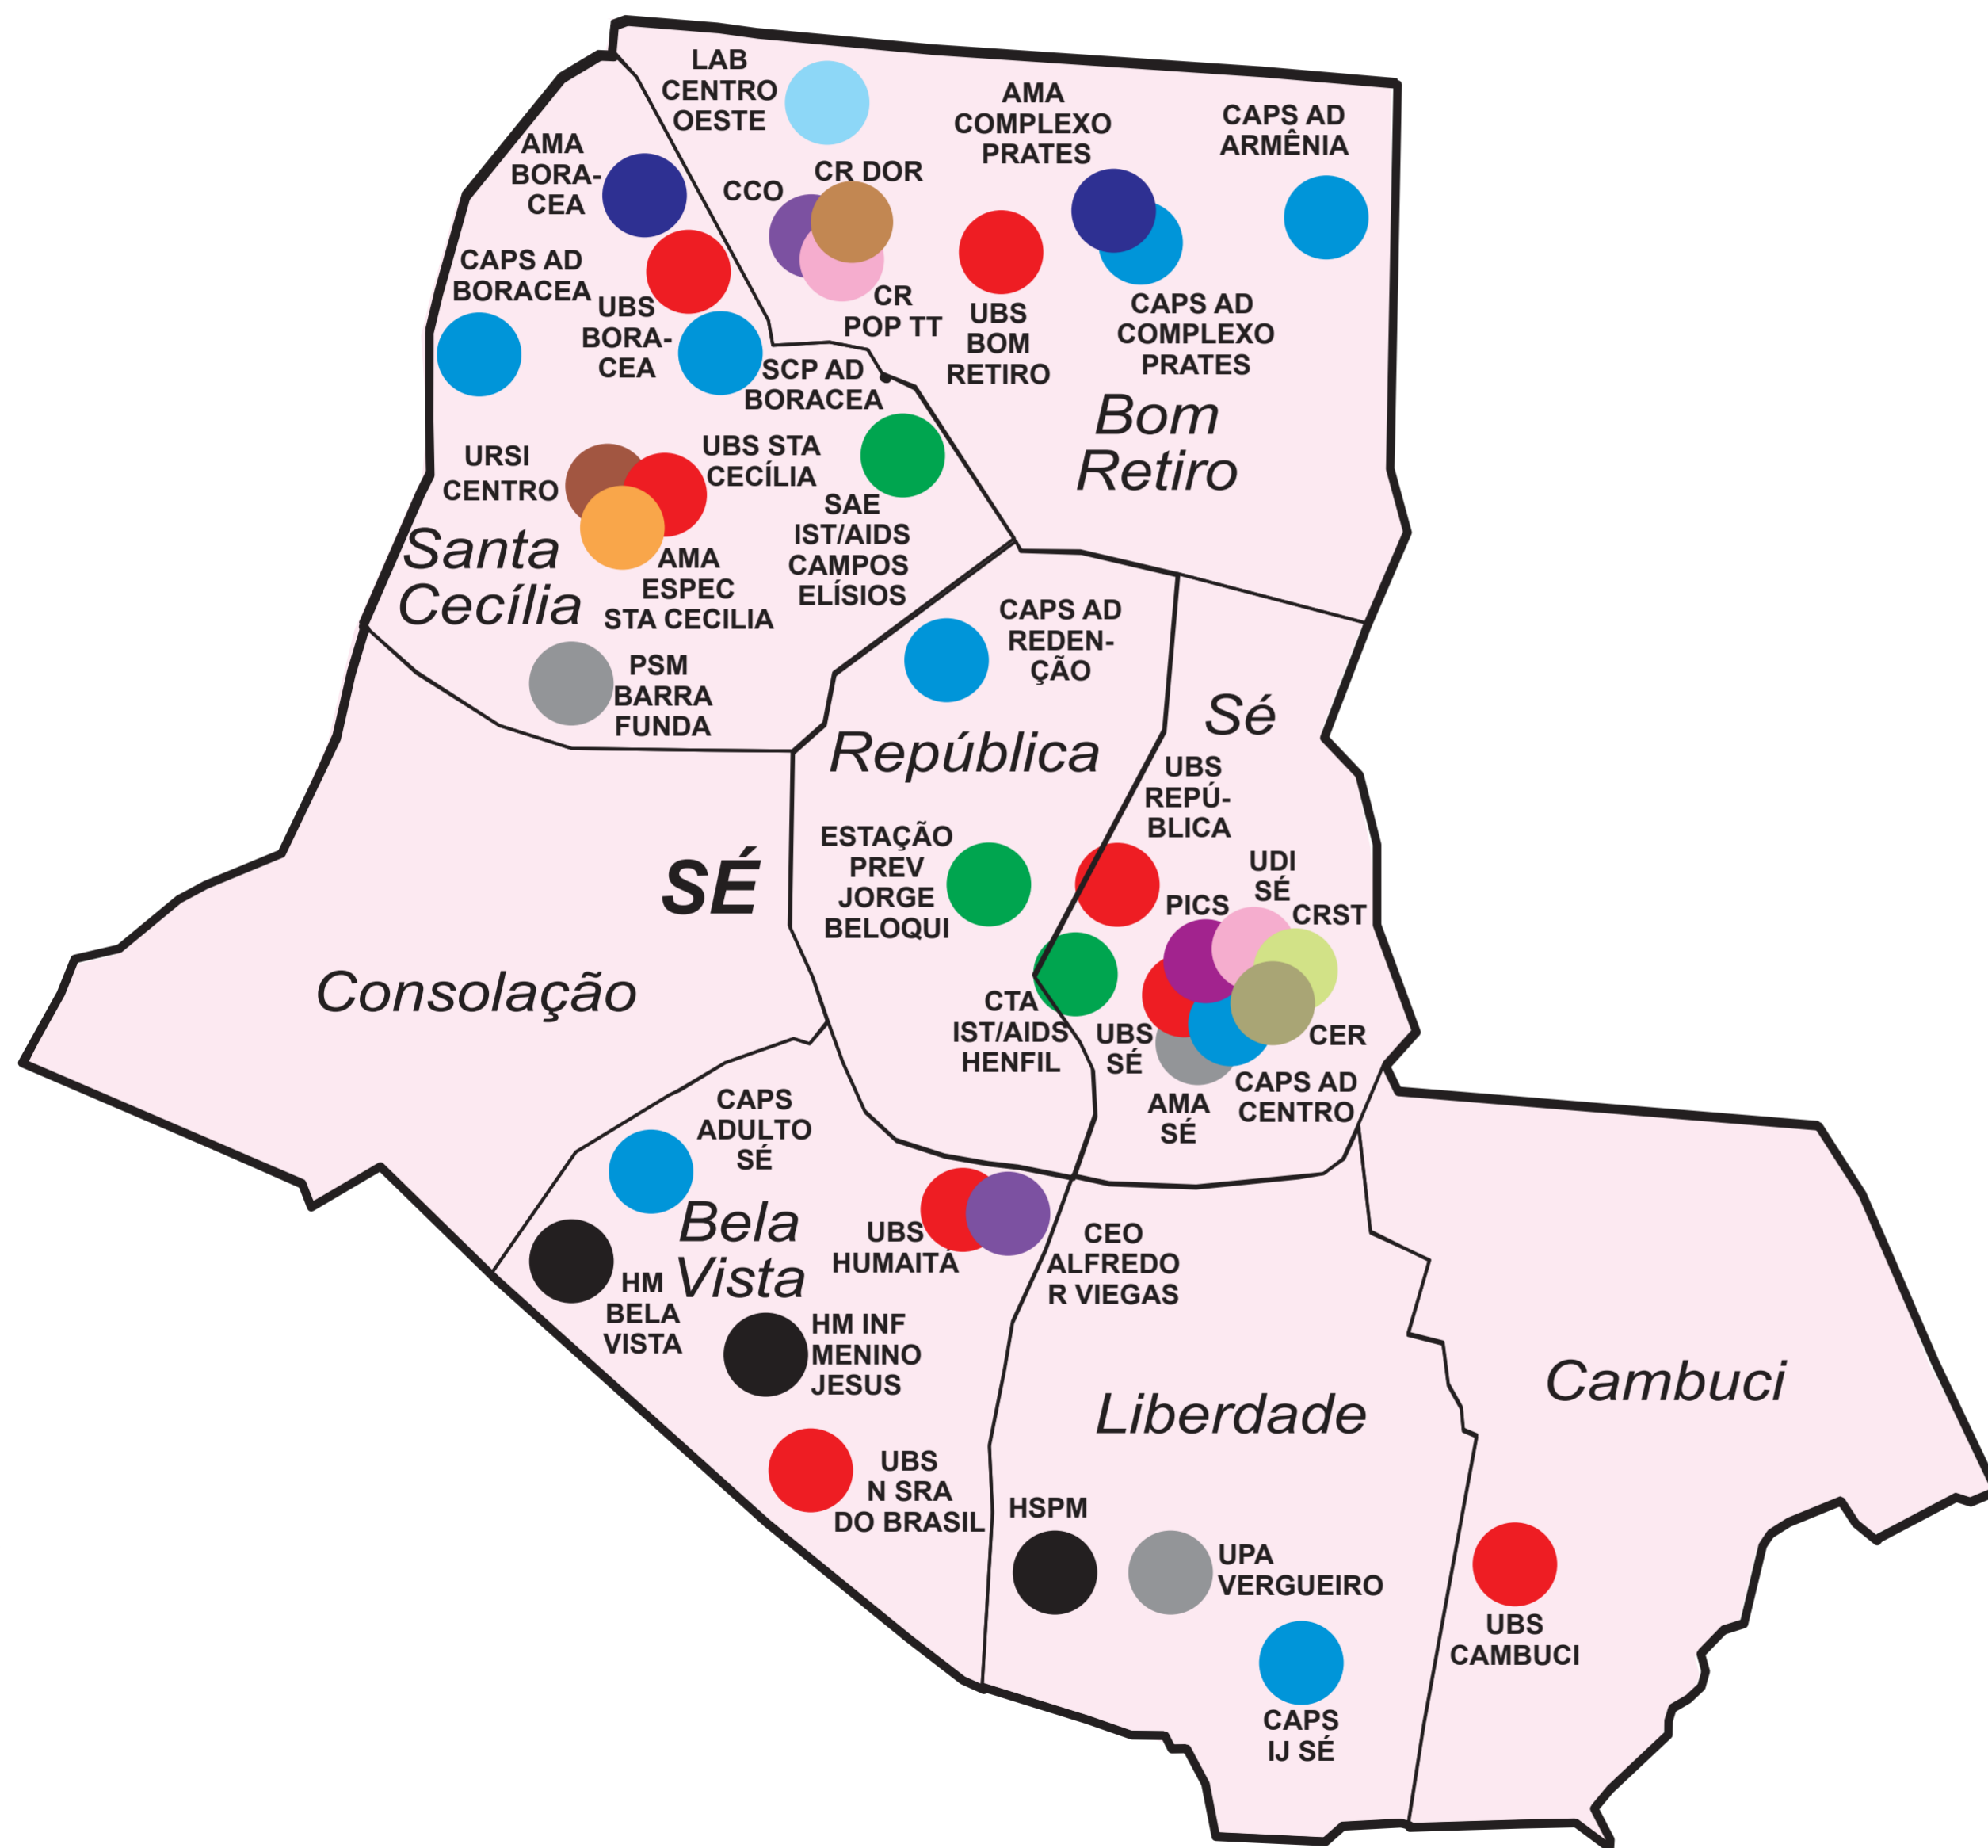 LAB
CENTRO
OESTE
AMA
COMPLEXO
PRATES
CAPS AD
ARMÊNIA
AMA
BORA-
CEA
CCO
CR DOR
CAPS AD
BORACEA
UBS
BORA-
CEA
CR
POP TT
UBS
BOM
RETIRO
CAPS AD
COMPLEXO
PRATES
SCP AD
BORACEA
Bom
Retiro
URSI
CENTRO
UBS STA
CECÍLIA
SAE
IST/AIDS
CAMPOS
ELÍSIOS
Santa
Cecília
AMA
ESPEC
STA CECILIA
PSM
BARRA
FUNDA
CAPS AD
REDEN-
ÇÃO
República
Sé
UBS
REPÚ-
BLICA
ESTAÇÃO
PREV
JORGE
BELOQUI
SÉ
UDI
SÉ
PICS
CRST
Consolação
CTA
IST/AIDS
HENFIL
UBS
SÉ
CER
AMA
SÉ
CAPS AD
CENTRO
CAPS
ADULTO
SÉ
Bela
Vista
UBS
HUMAITÁ
CEO
ALFREDO
R VIEGAS
HM
BELA
VISTA
HM INF
MENINO
JESUS
Cambuci
Liberdade
UBS
N SRA
DO BRASIL
HSPM
UPA
VERGUEIRO
UBS
CAMBUCI
CAPS
IJ SÉ